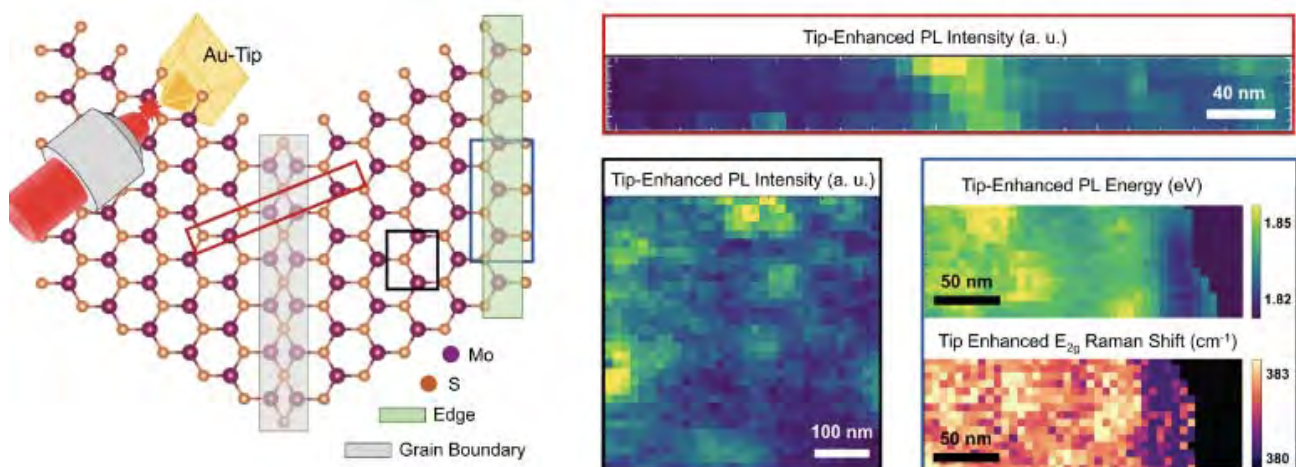 Au-Tip
Mo
S
Edge
Grain Boundary
Tip-Enhanced PL Intensity (a. u.)
40 nm
Tip-Enhanced PL Intensity (a. u.)
100 nm
Tip-Enhanced PL Energy (eV)
1.85
50 nm
1.82
Tip Enhanced E2g Raman Shift (cm-1)
383
50 nm
380